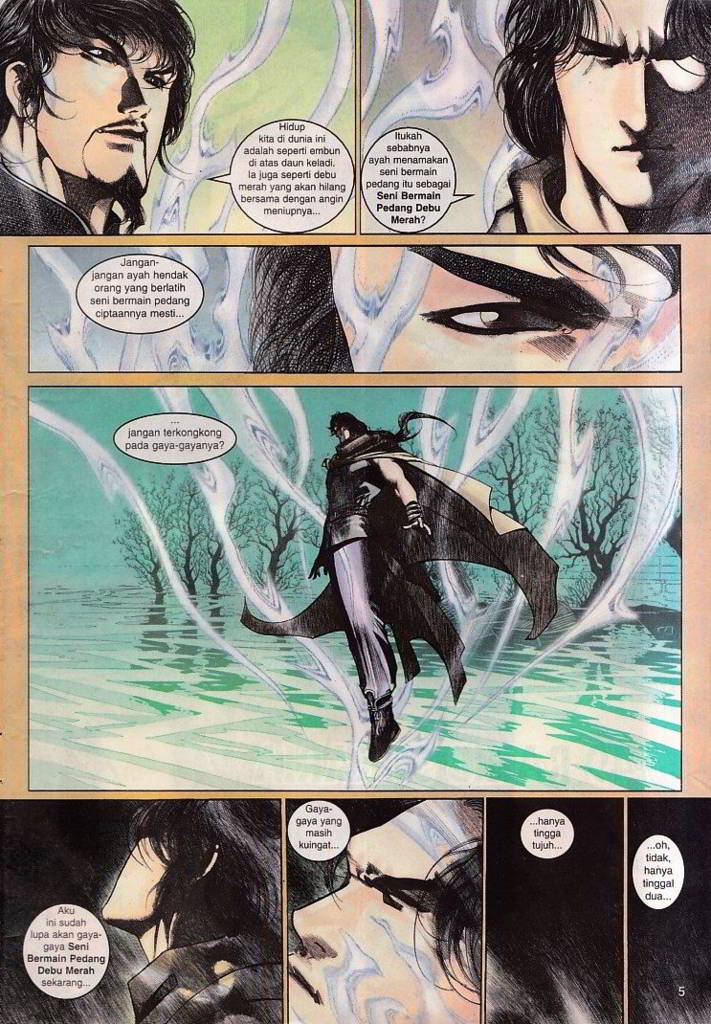 Hidup
kita di dunia ini
adalah seperti embun
di atas daun keladi.
Ia juga seperti debu
merah yang akan hilang
bersama dengan angin
meniupnya...
Itukah
sebabnya
ayah menamakan
seni bermain
pedang itu sebagai
Seni Bermain
Pedang Debu
Merah?
Jangan-
jangan ayah hendak
orang yang berlatih
seni bermain pedang
ciptaannya mesti...
...
jangan terkongkong
pada gaya-gayanya?
Aku
ini sudah
lupa akan gaya-
gaya Seni
Bermain Pedang
Debu Merah
sekarang...
Gaya-
gaya yang
masih
kuingat...
...hanya
tingga
tujuh...
...oh,
tidak,
hanya
tinggal
dua...
5